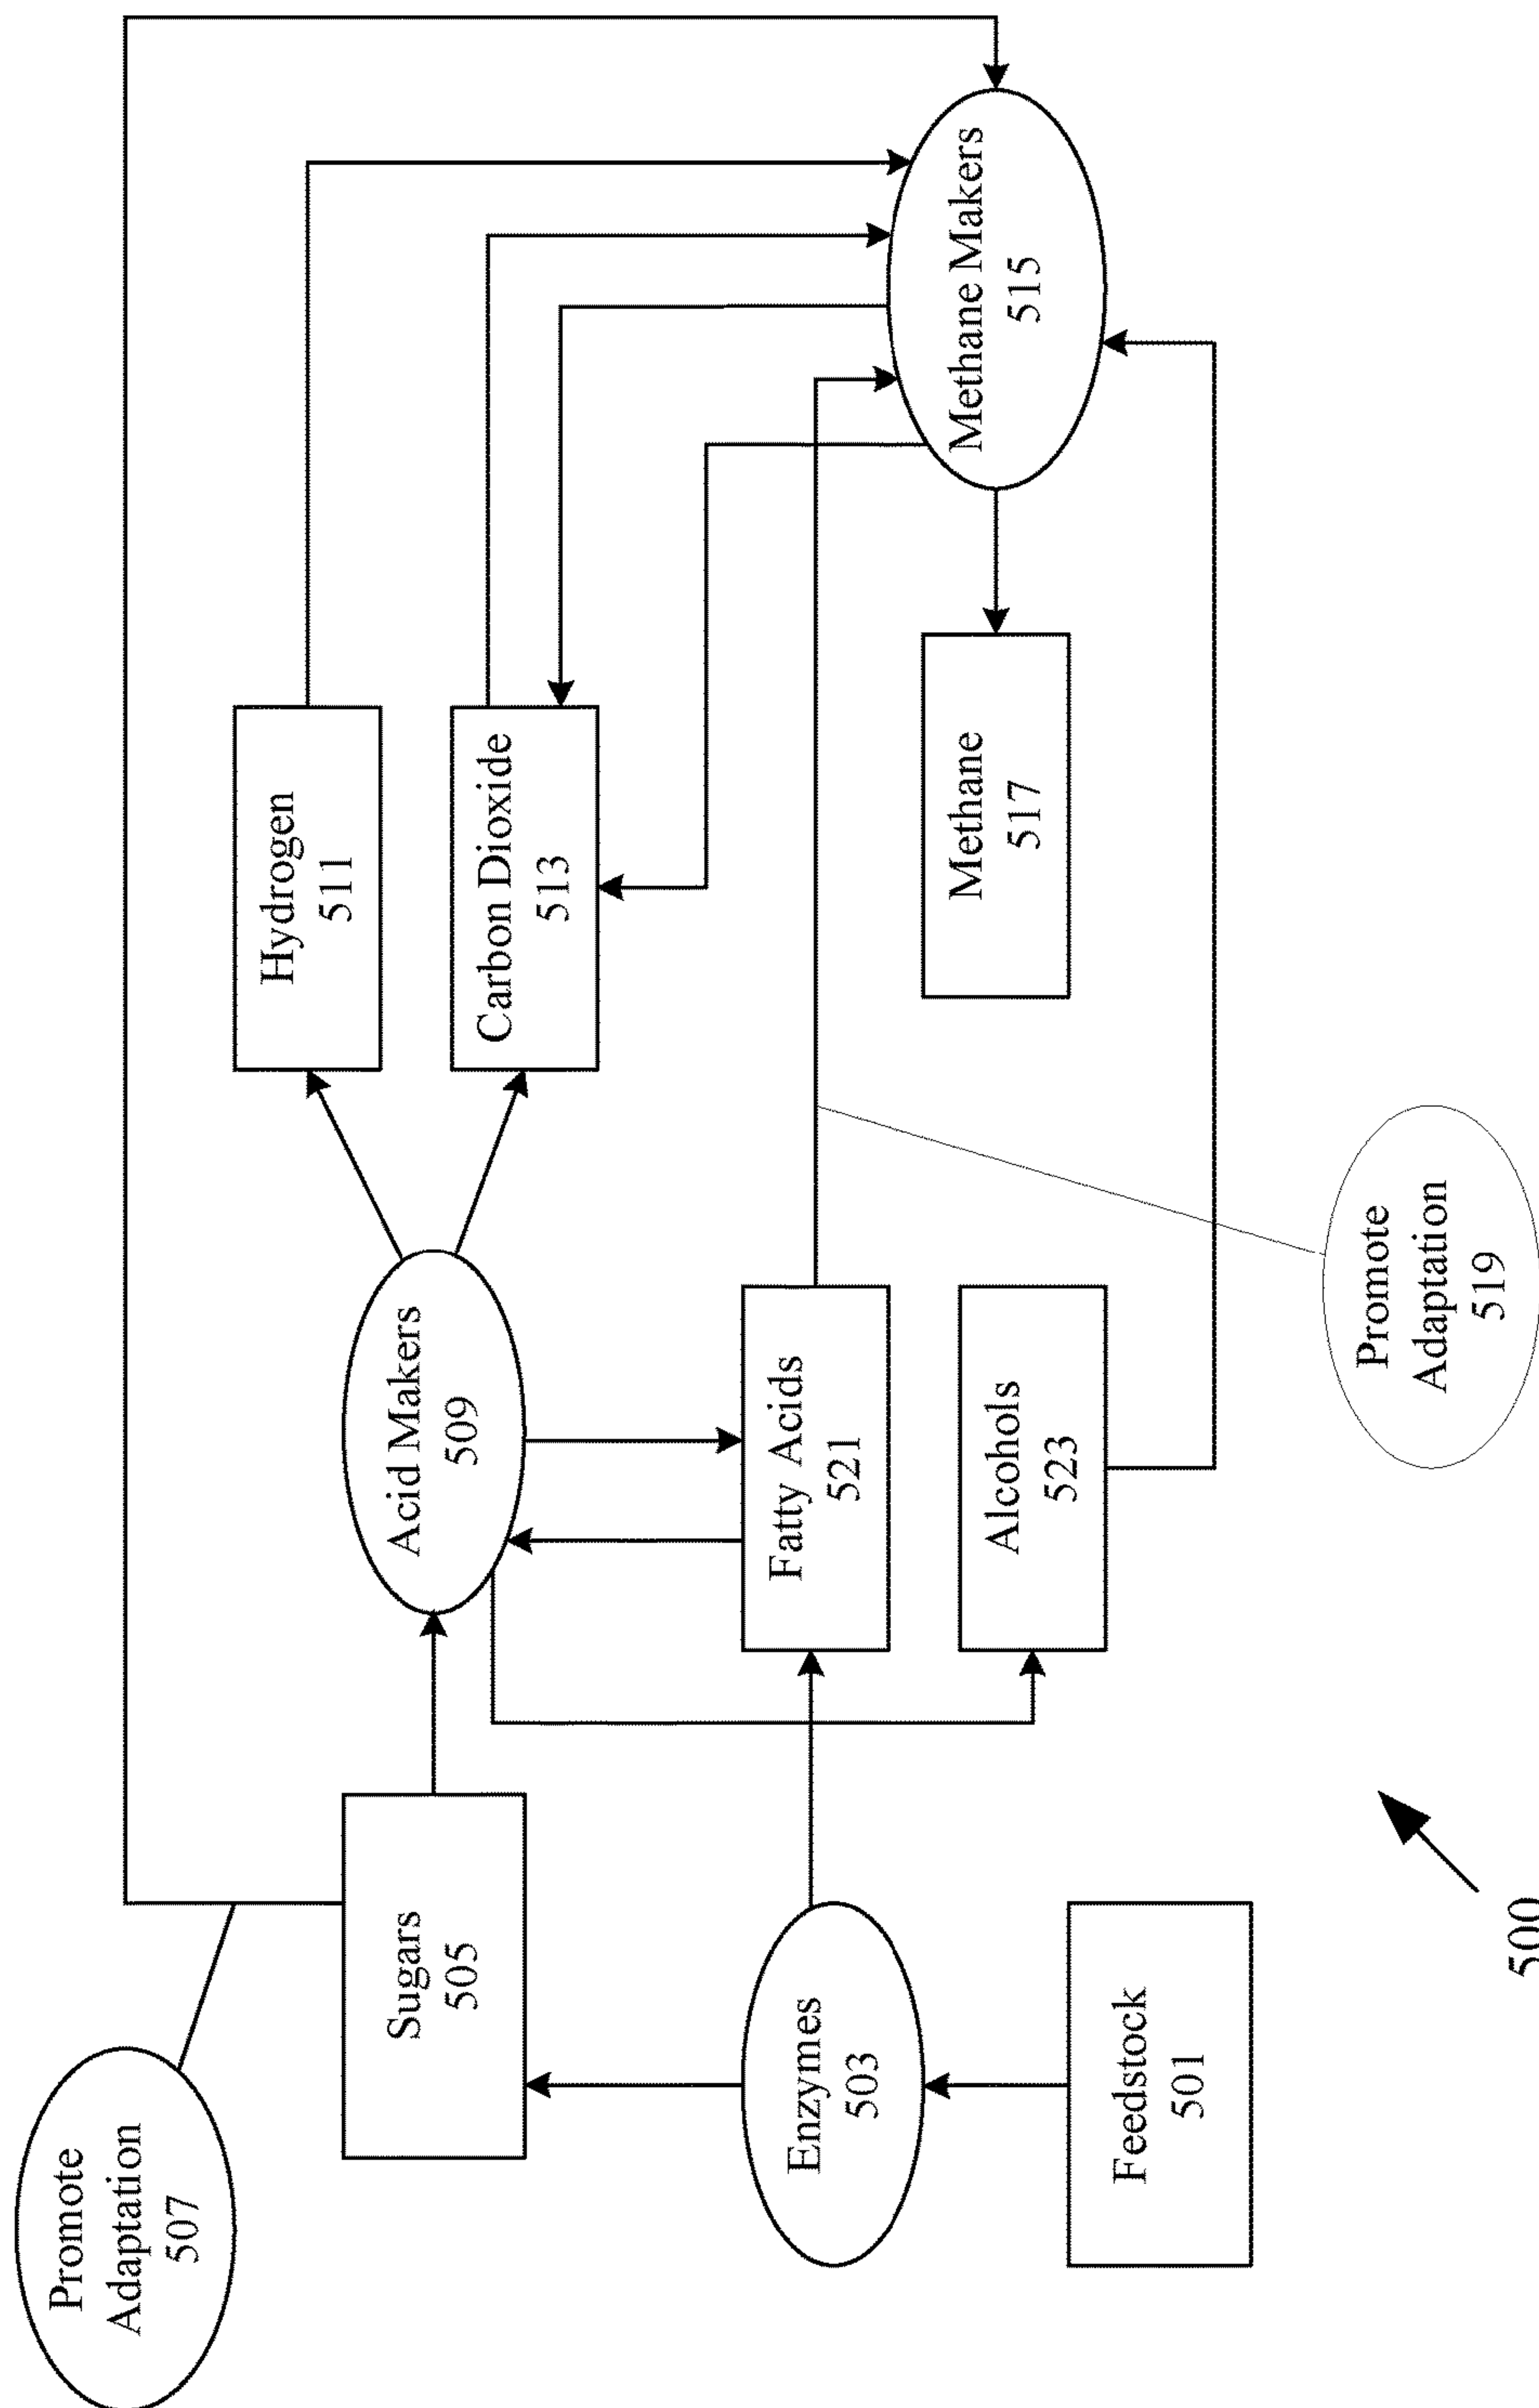 Promote
Adaptation
507
Sugars
505
Enzymes
503
Feedstock
501
Acid Makers
509
Fatty Acids
521
Alcohols
523
Hydrogen
511
Carbon Dioxide
513
Methane
517
Methane Makers
515
Promote
Adaptation
519
500